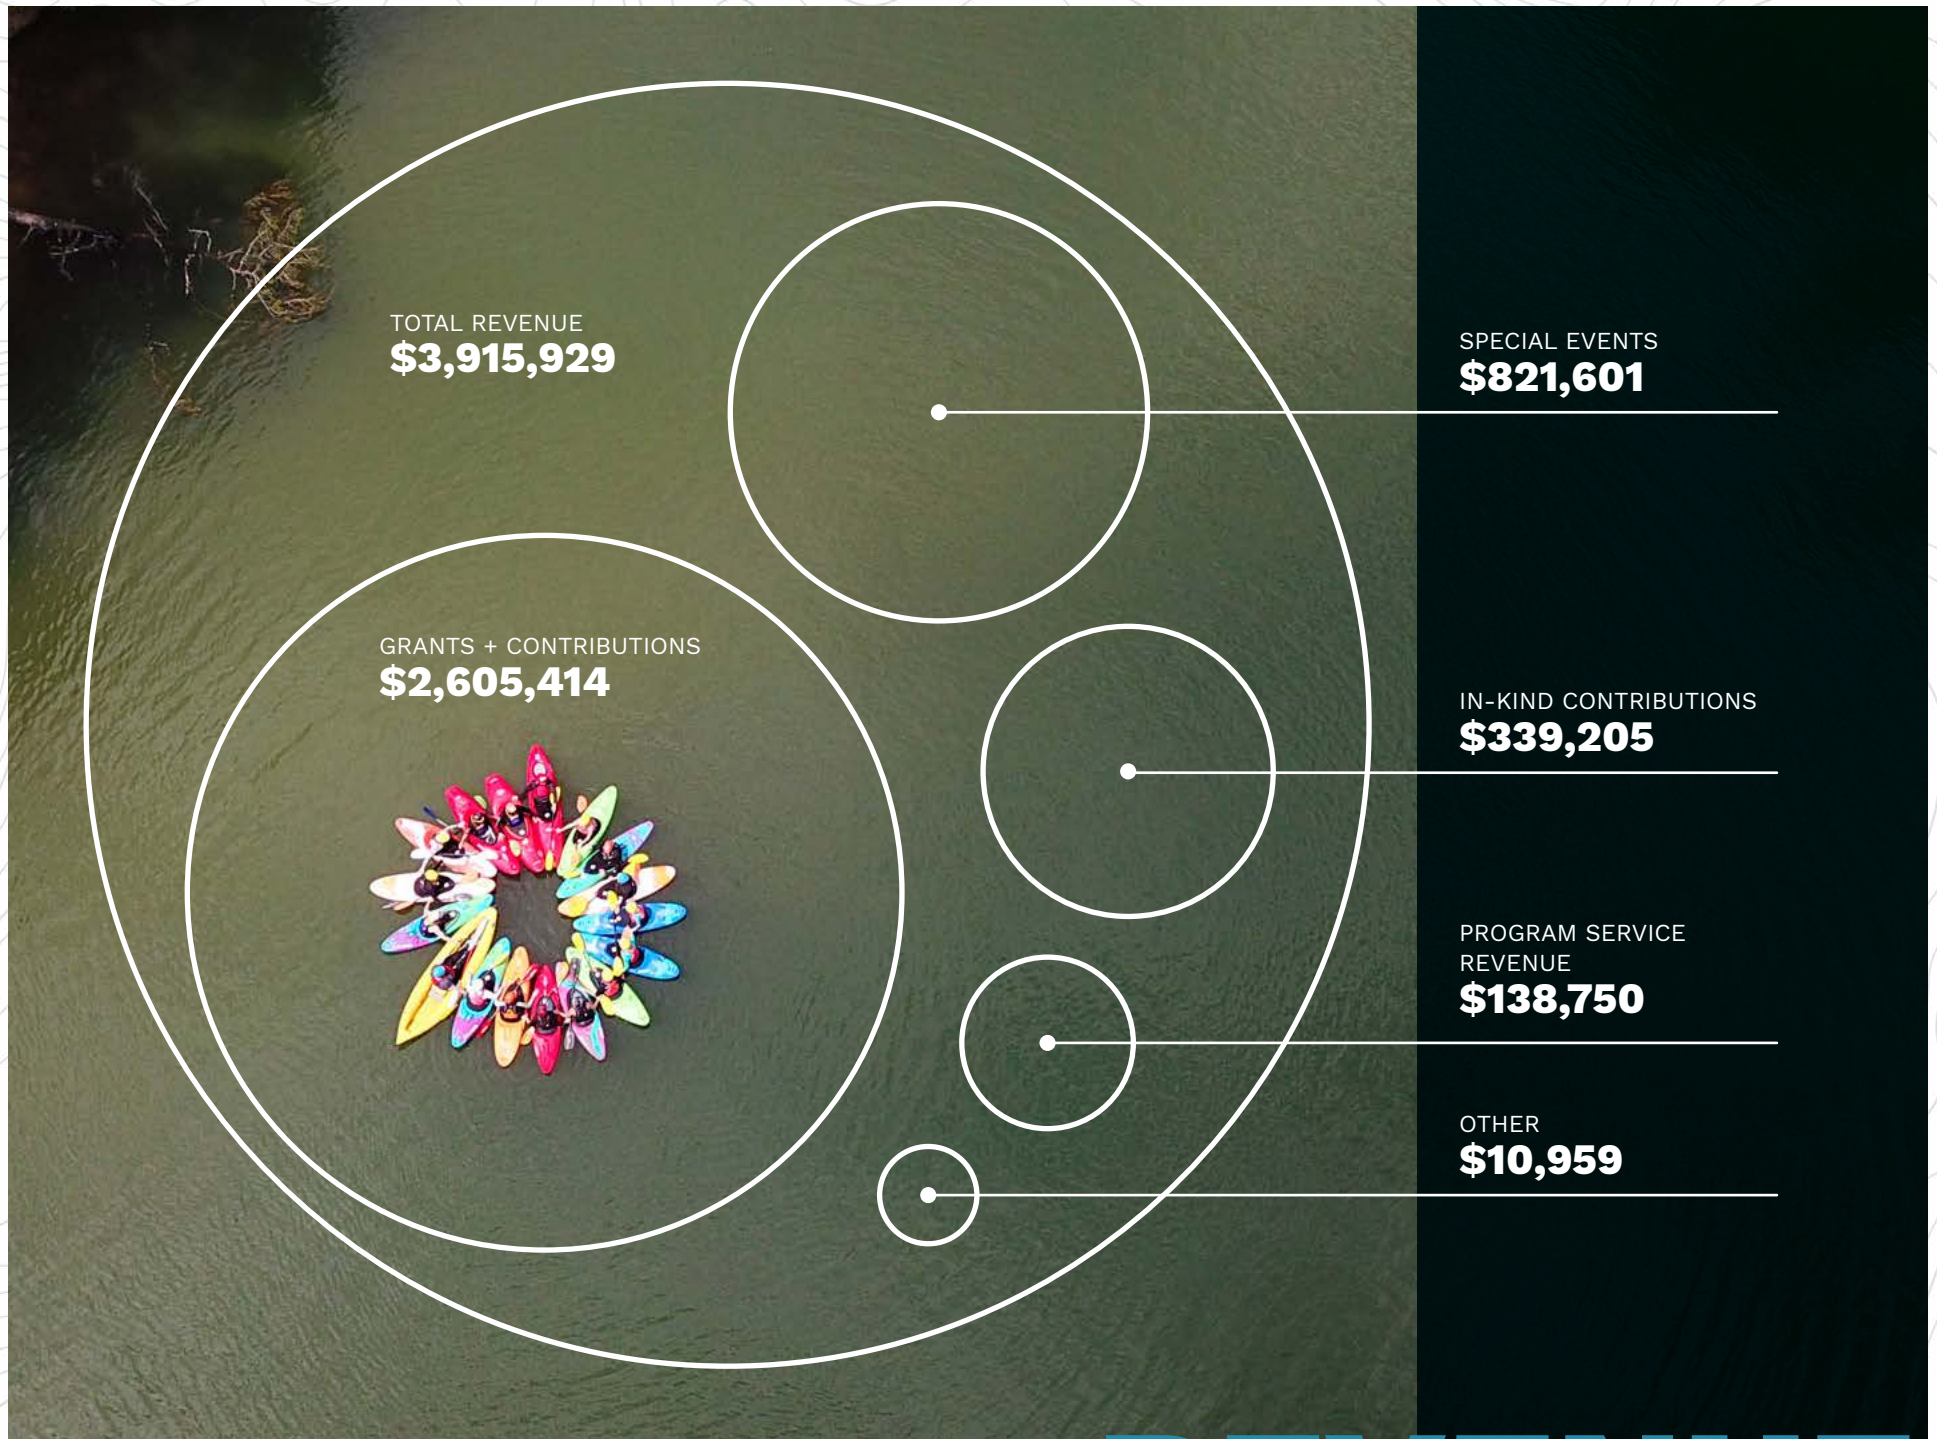 TOTAL REVENUE
$3,915,929
SPECIAL EVENTS
$821,601
GRANTS + CONTRIBUTIONS
$2,605,414
IN-KIND CONTRIBUTIONS
$339,205
PROGRAM SERVICE
REVENUE
$138,750
OTHER
$10,959